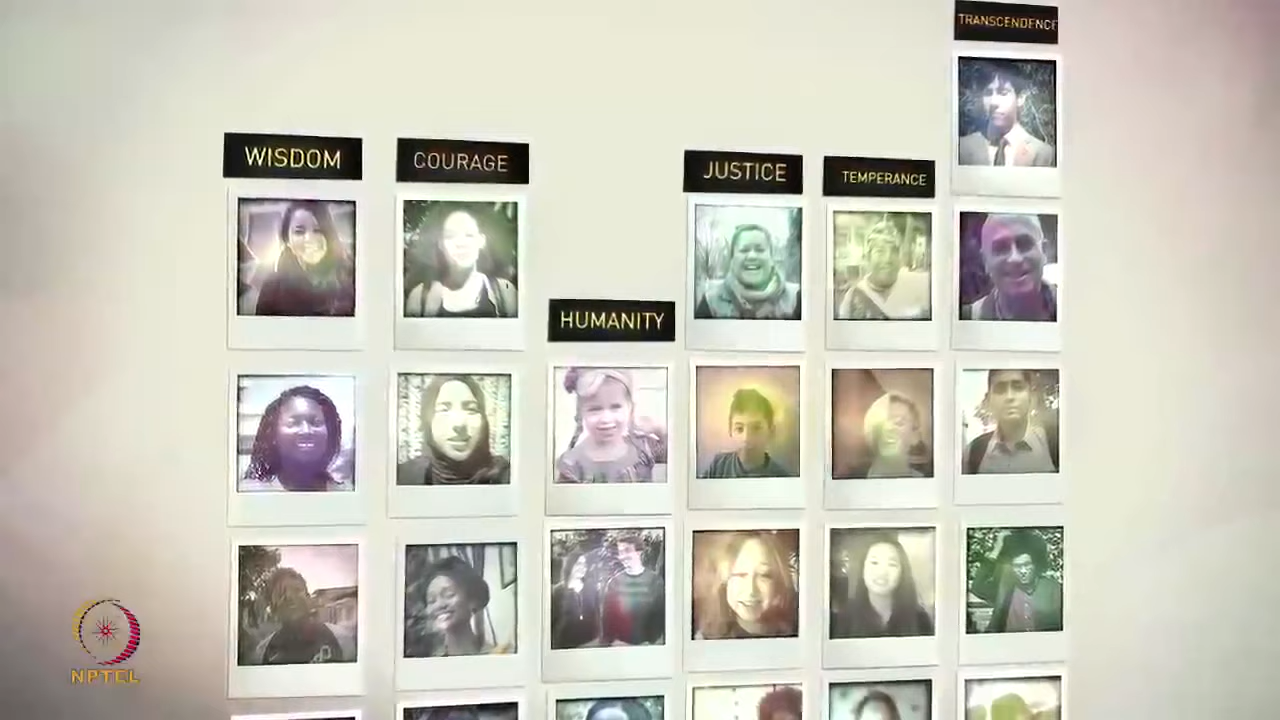 TRANSCENDENCE
WISDOM
COURAGE
JUSTICE
TEMPERANCE
HUMANITY
NPTEL